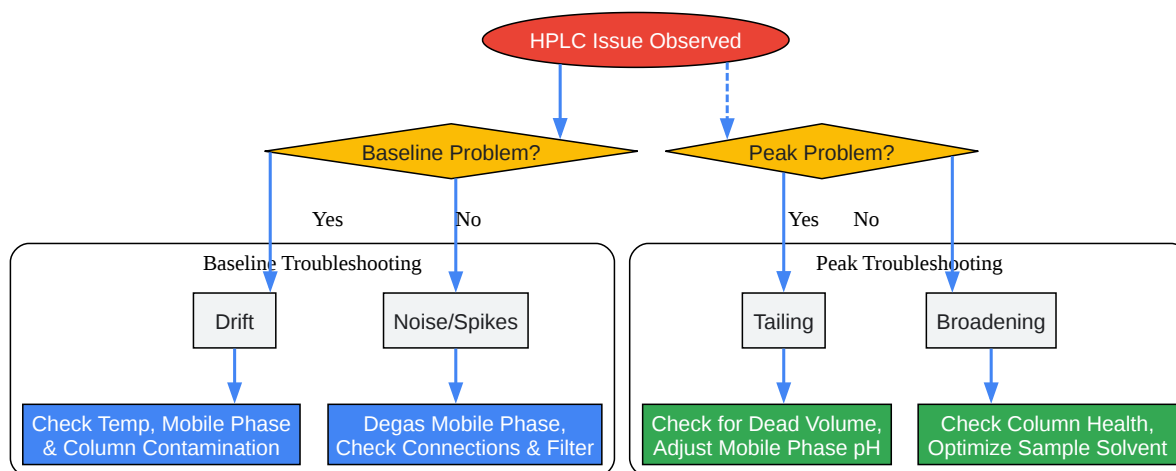 HPLC Issue Observed
Baseline Problem?
Peak Problem?
Yes
No
Yes
No
Baseline Troubleshooting
Peak Troubleshooting
Drift
Noise/Spikes
Tailing
Broadening
Check Temp, Mobile Phase
& Column Contamination
Degas Mobile Phase,
Check Connections & Filter
Check for Dead Volume,
Adjust Mobile Phase pH
Check Column Health,
Optimize Sample Solvent